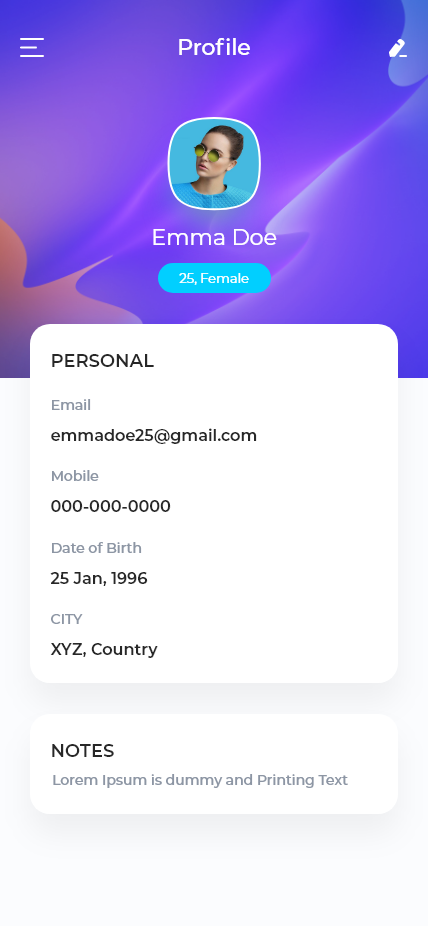 Profile
Emma Doe
25, Female
PERSONAL
Email
emmadoe25@gmail.com
Mobile
000-000-0000
Date of Birth
25 Jan, 1996
CITY
XYZ, Country
NOTES
Lorem Ipsum is dummy and Printing Text